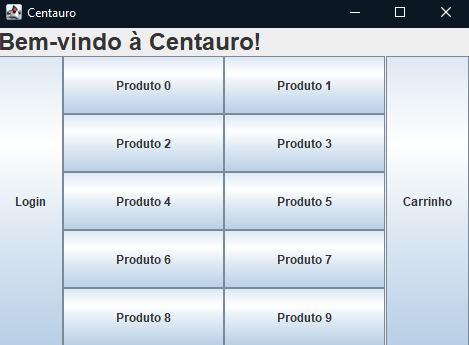 Centauro
Bem-vindo à Centauro!
Login
Produto 0
Produto 1
Produto 2
Produto 3
Produto 4
Produto 5
Produto 6
Produto 7
Produto 8
Produto 9
Carrinho